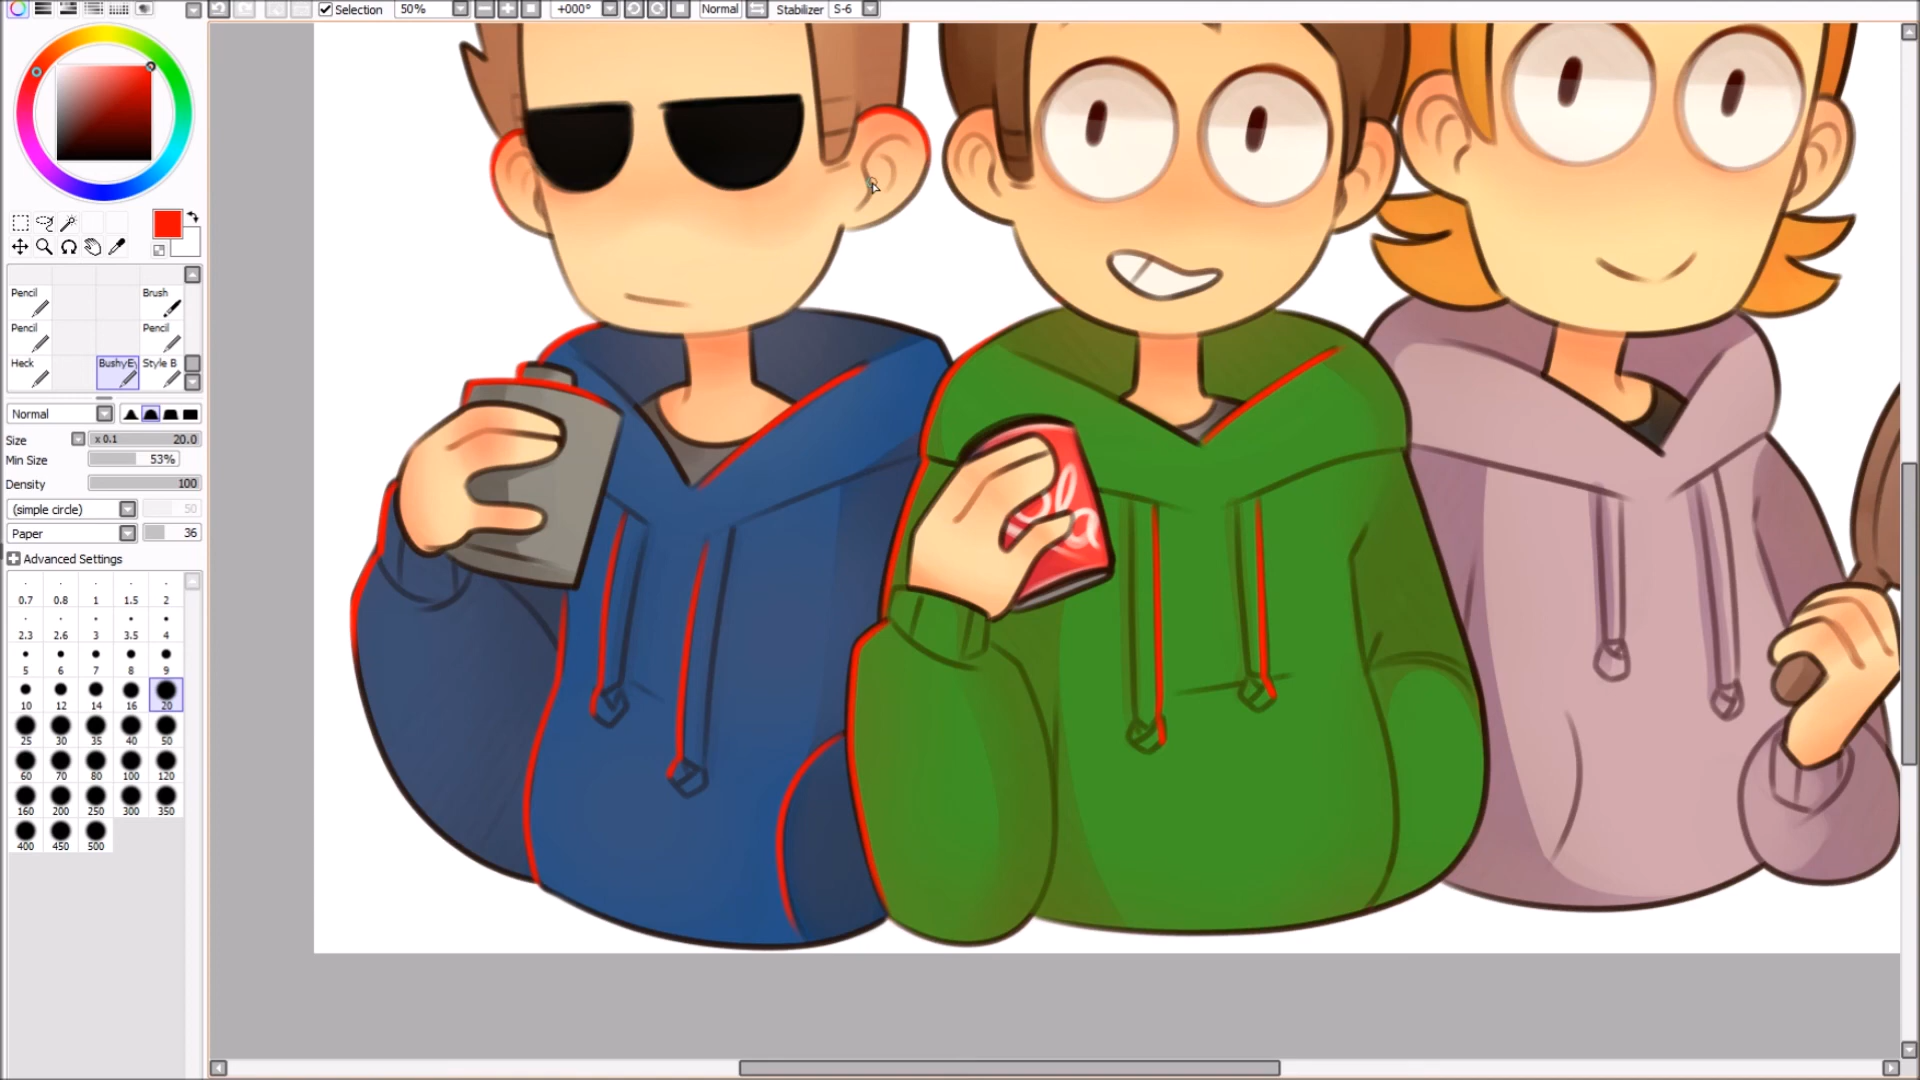 Selection 50% +000° Normal Stabilizer S-6
Pencil Brush
Pencil Pencil
Heck BushyE Style B
Normal
Size x 0.1 20.0
Min Size 53%
Density 100
(simple circle) 50
Paper 36
Advanced Settings
0.7 0.8 1 1.5 2
2.3 2.6 3 3.5 4
5 6 7 8 9
10 12 14 16 20
25 30 35 40 50
60 70 80 100 120
160 200 250 300 350
400 450 500